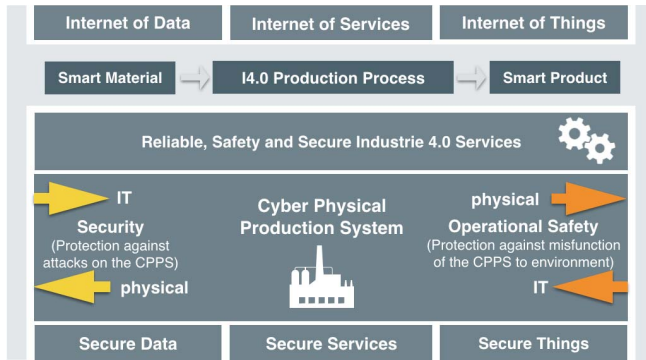 Internet of Data
Internet of Services
Internet of Things
Smart Material
I4.0 Production Process
Smart Product
Reliable, Safety and Secure Industrie 4.0 Services
IT
Security
(Protection against
attacks on the CPPS)
physical
Cyber Physical
Production System
physical
Operational Safety
(Protection against misfunction
of the CPPS to environment)
IT
Secure Data
Secure Services
Secure Things